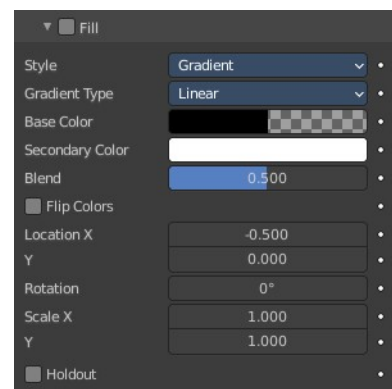 Fill
Style Gradient
Gradient Type Linear
Base Color
Secondary Color
Blend 0.500
Flip Colors
Location X -0.500
Y 0.000
Rotation 0°
Scale X 1.000
Y 1.000
Holdout